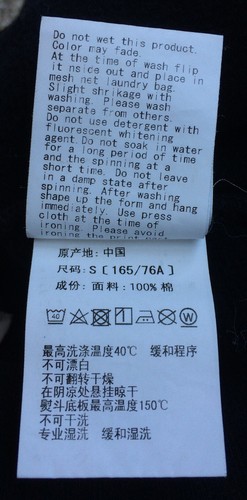 Do not wet this product.
Color may fade.
At the time of wash flip
it inside out and place in
mesh net laundry bag.
Slight shrikage with
washing. Please wash
separate from others.
Do not use detergent with
fluorescent whitening
agent.Do not soak in water
for a long period of time
and the spinning at a
short time. Do not leave
in a damp state after
spinning. After washing
shape up the form and hang
immediately. Use press
cloth at the time of
ironing. Please avoid
ironing the print part
原产地:中国
尺码:S [165/76A]
成份:面料:100% 棉
最高洗涤温度40℃ 缓和程序
不可漂白
不可翻转干燥
在阴凉处悬挂晾干
熨斗底板最高温度150℃
不可干洗
专业湿洗 缓和湿洗